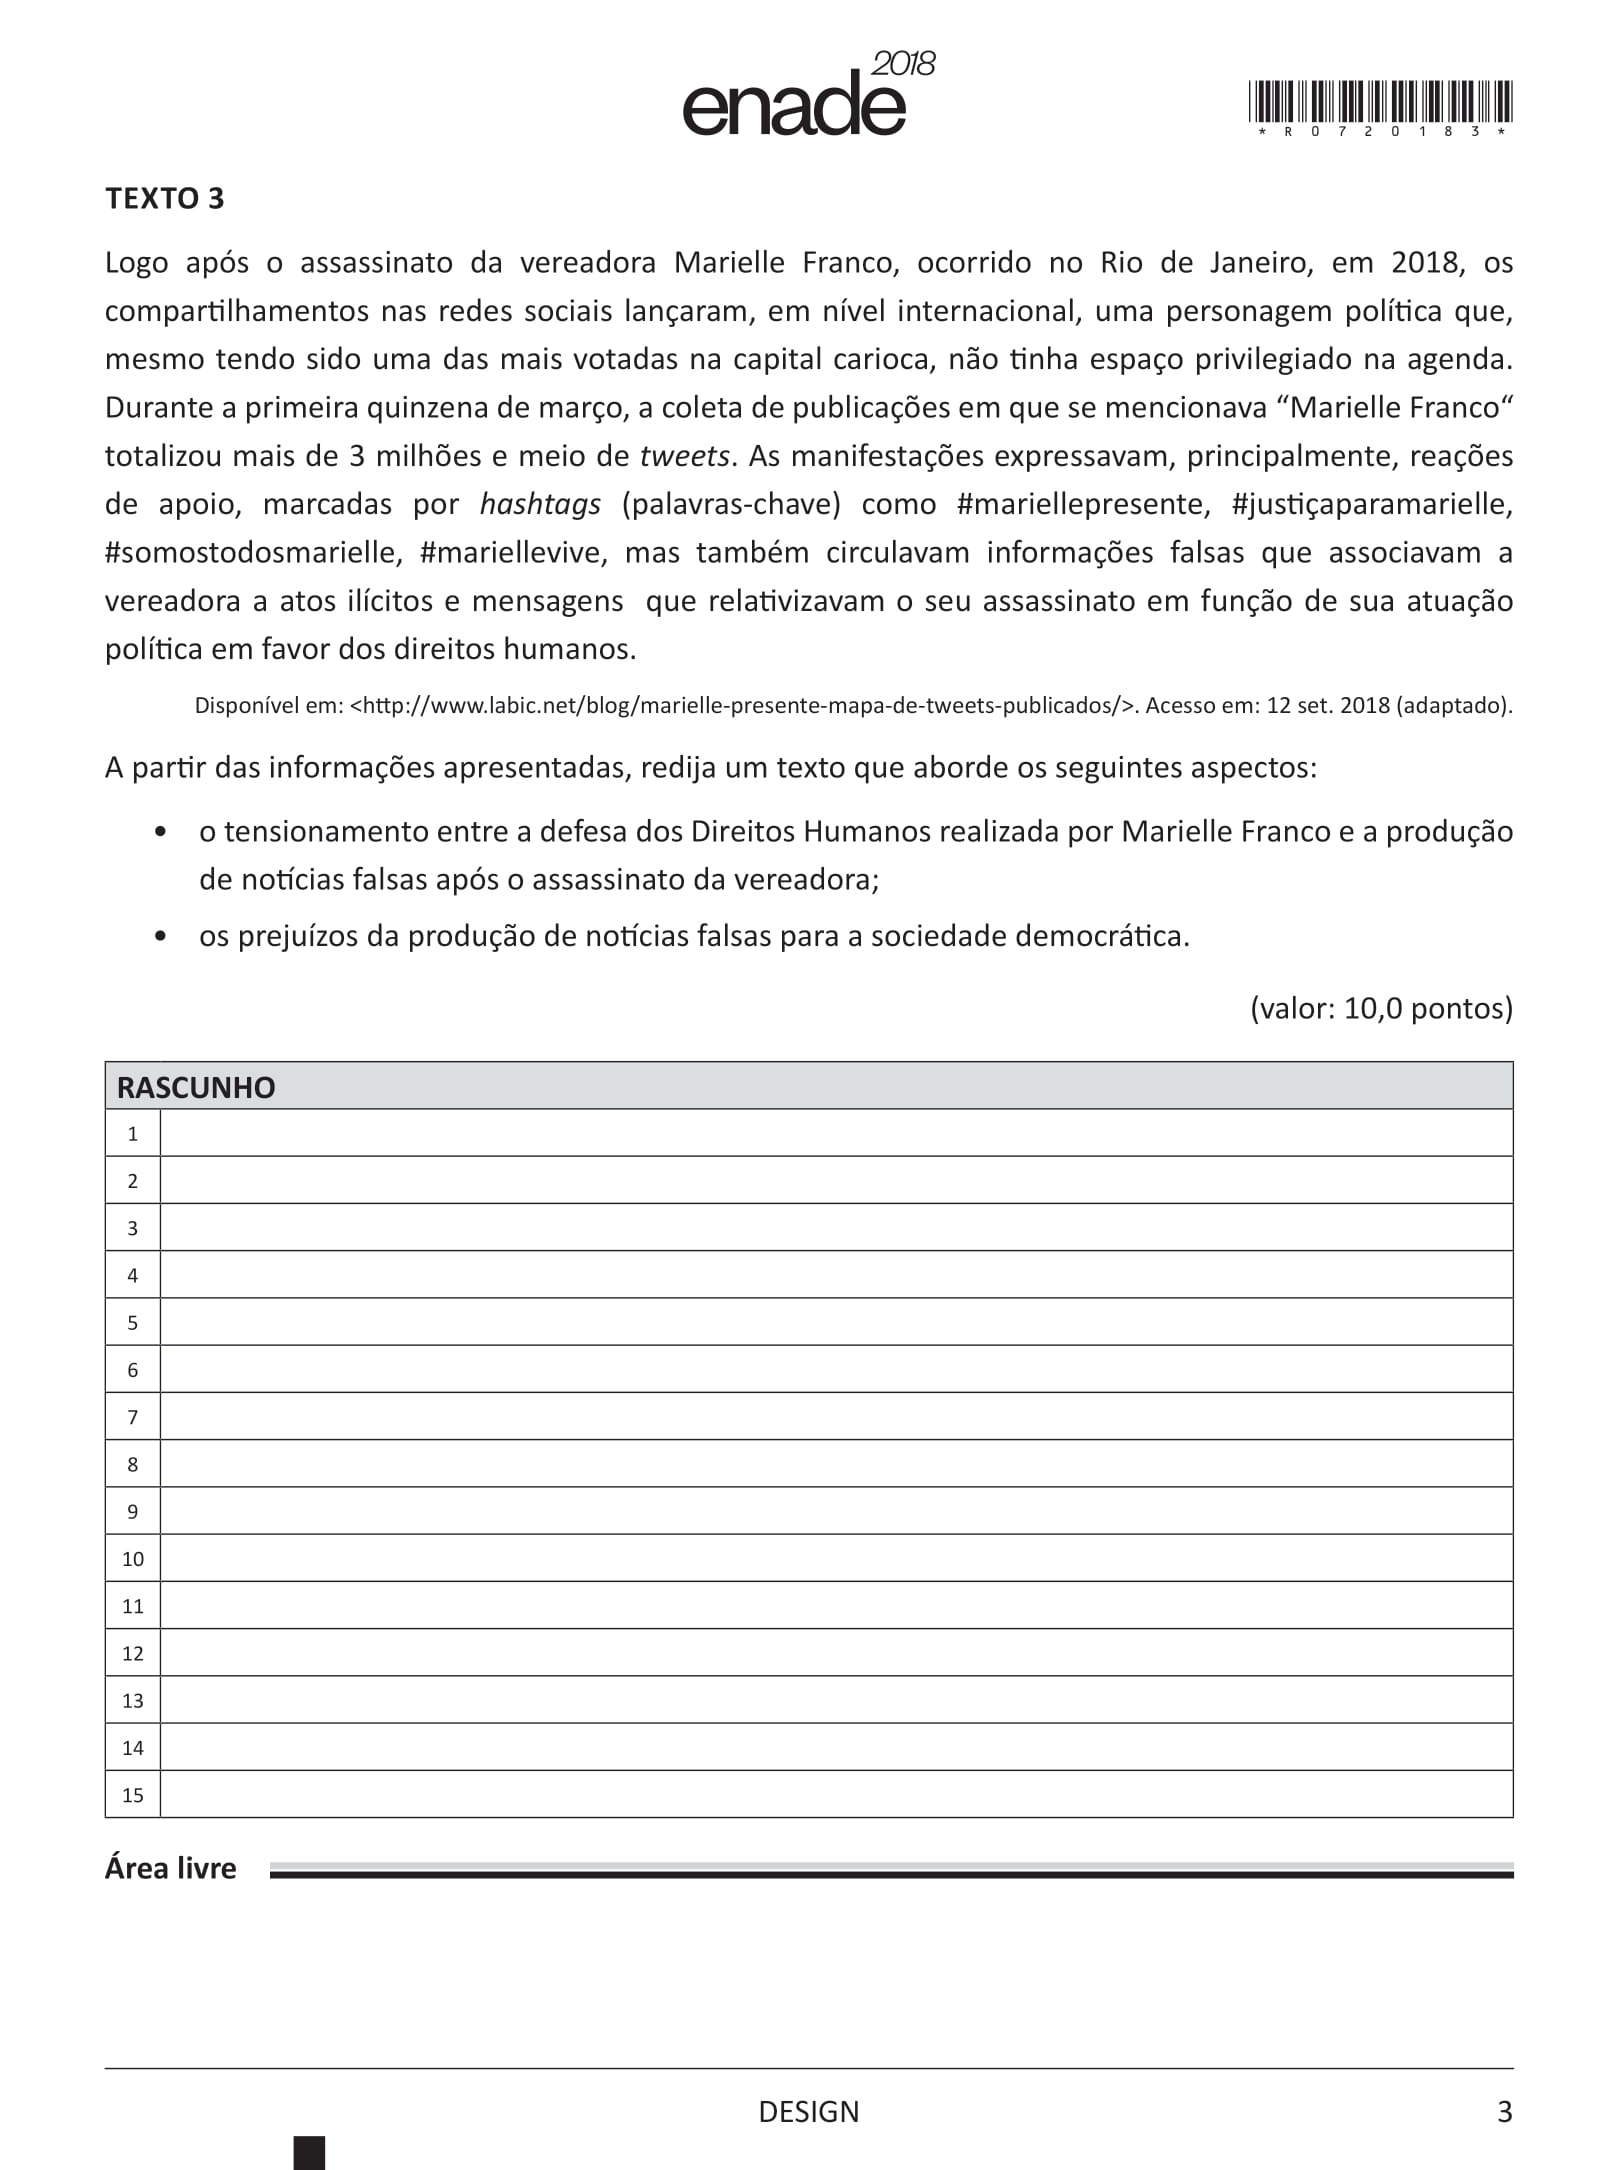 enade 2018
* R 0 7 2 0 1 8 3 *
TEXTO 3
Logo após o assassinato da vereadora Marielle Franco, ocorrido no Rio de Janeiro, em 2018, os
compartilhamentos nas redes sociais lançaram, em nível internacional, uma personagem política que,
mesmo tendo sido uma das mais votadas na capital carioca, não tinha espaço privilegiado na agenda.
Durante a primeira quinzena de março, a coleta de publicações em que se mencionava “Marielle Franco“
totalizou mais de 3 milhões e meio de tweets. As manifestações expressavam, principalmente, reações
de apoio, marcadas por hashtags (palavras-chave) como #mariellepresente, #justiçaparamarielle,
#somostodosmarielle, #mariellevive, mas também circulavam informações falsas que associavam a
vereadora a atos ilícitos e mensagens que relativizavam o seu assassinato em função de sua atuação
política em favor dos direitos humanos.
Disponível em: <http://www.labic.net/blog/marielle-presente-mapa-de-tweets-publicados/>. Acesso em: 12 set. 2018 (adaptado).
A partir das informações apresentadas, redija um texto que aborde os seguintes aspectos:
• o tensionamento entre a defesa dos Direitos Humanos realizada por Marielle Franco e a produção
de notícias falsas após o assassinato da vereadora;
• os prejuízos da produção de notícias falsas para a sociedade democrática.
(valor: 10,0 pontos)
RASCUNHO
1
2
3
4
5
6
7
8
9
10
11
12
13
14
15
Área livre
DESIGN
3